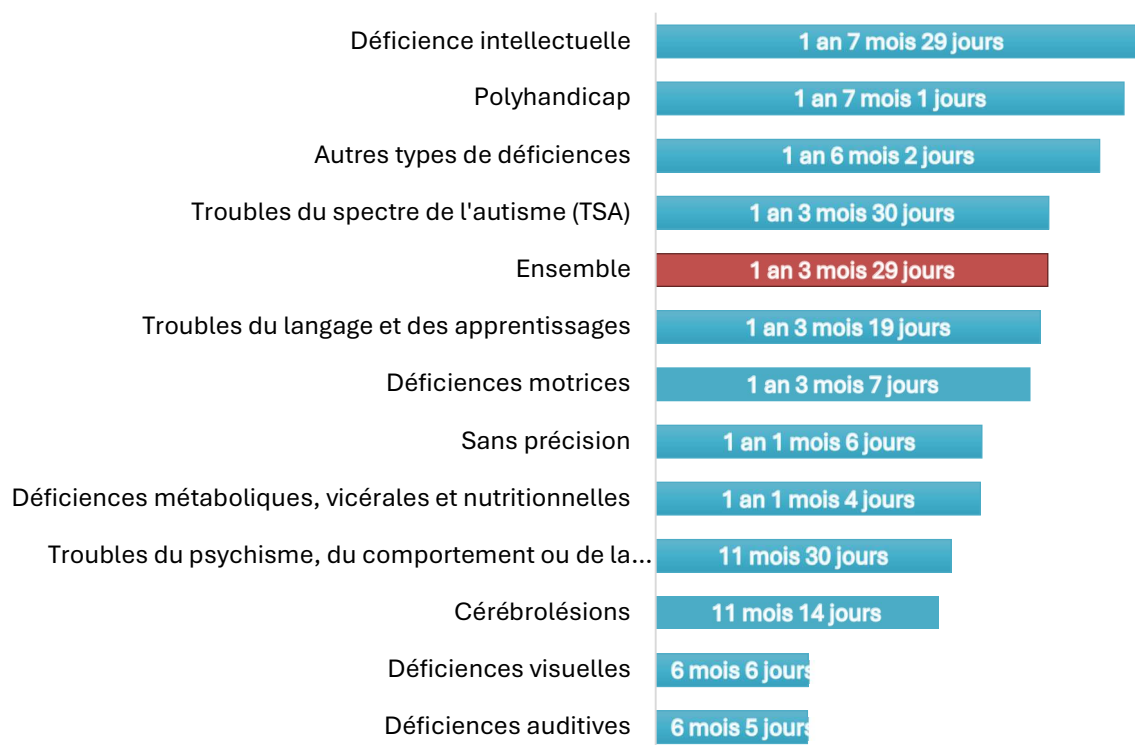 Déficience intellectuelle 1 an 7 mois 29 jours
Polyhandicap 1 an 7 mois 1 jours
Autres types de déficiences 1 an 6 mois 2 jours
Troubles du spectre de l'autisme (TSA) 1 an 3 mois 30 jours
Ensemble 1 an 3 mois 29 jours
Troubles du langage et des apprentissages 1 an 3 mois 19 jours
Déficiences motrices 1 an 3 mois 7 jours
Sans précision 1 an 1 mois 6 jours
Déficiences métaboliques, vicérales et nutritionnelles 1 an 1 mois 4 jours
Troubles du psychisme, du comportement ou de la... 11 mois 30 jours
Cérébrolésions 11 mois 14 jours
Déficiences visuelles 6 mois 6 jours
Déficiences auditives 6 mois 5 jours